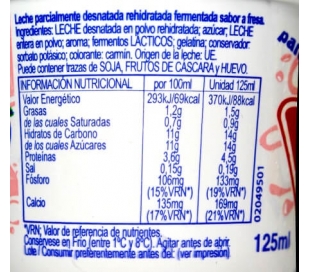 Leche parcialmente desnatada rehidratada fermentada sabor a fresa.
Ingredientes: LECHE desnatada en polvo rehidratada; azúcar; LECHE
entera en polvo; aroma; fermentos LÁCTICOS; gelatina; conservador
sorbato potásico; colorante: carmín. Origen de la leche: UE.
Puede contener trazas de SOJA, FRUTOS DE CÁSCARA y HUEVO.
INFORMACIÓN NUTRICIONAL por 100ml Unidad 125ml
Valor Energético 293kJ/69kcal 370kJ/88kcal
Grasas 1,2g 1,5g
de las cuales Saturadas 0,7g 0,9g
Hidratos de Carbono 11g 14g
de los cuales Azúcares 11g 14g
Proteínas 3,6g 4,5g
Sal 0,15g 0,19g
Fósforo 106mg 133mg
(15%VRN*) (19%VRN*)
Calcio 135mg 169mg
(17%VRN*) (21%VRN*)
*VRN: Valor de referencia de nutrientes.
Consérvese en Frío (entre 1ºC y 8ºC). Agitar antes de abrir.
Lote / Consumir preferentemente antes del: (ver impresión).
125ml
02049501